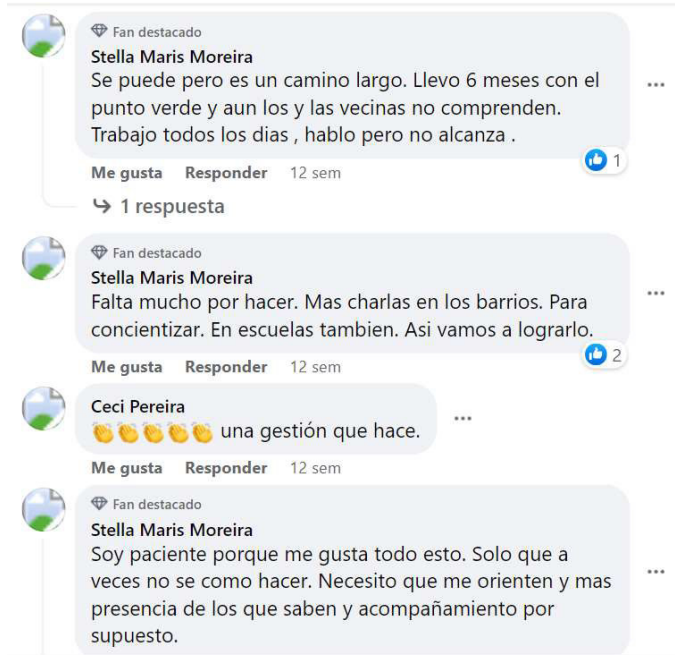 Fan destacado
Stella Maris Moreira
Se puede pero es un camino largo. Llevo 6 meses con el
punto verde y aun los y las vecinas no comprenden.
Trabajo todos los dias , hablo pero no alcanza .
1
Me gusta Responder 12 sem
1 respuesta
Fan destacado
Stella Maris Moreira
Falta mucho por hacer. Mas charlas en los barrios. Para
concientizar. En escuelas tambien. Asi vamos a lograrlo.
2
Me gusta Responder 12 sem
Ceci Pereira
👏👏👏👏👏 una gestión que hace.
Me gusta Responder 12 sem
Fan destacado
Stella Maris Moreira
Soy paciente porque me gusta todo esto. Solo que a
veces no se como hacer. Necesito que me orienten y mas
presencia de los que saben y acompañamiento por
supuesto.